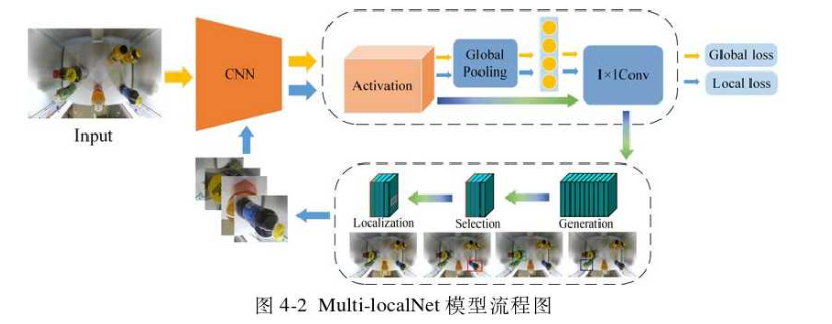 Input
CNN
Activation
Global
Pooling
1×1Conv
Global loss
Local loss
Localization
Selection
Generation
图 4-2 Multi-localNet 模型流程图